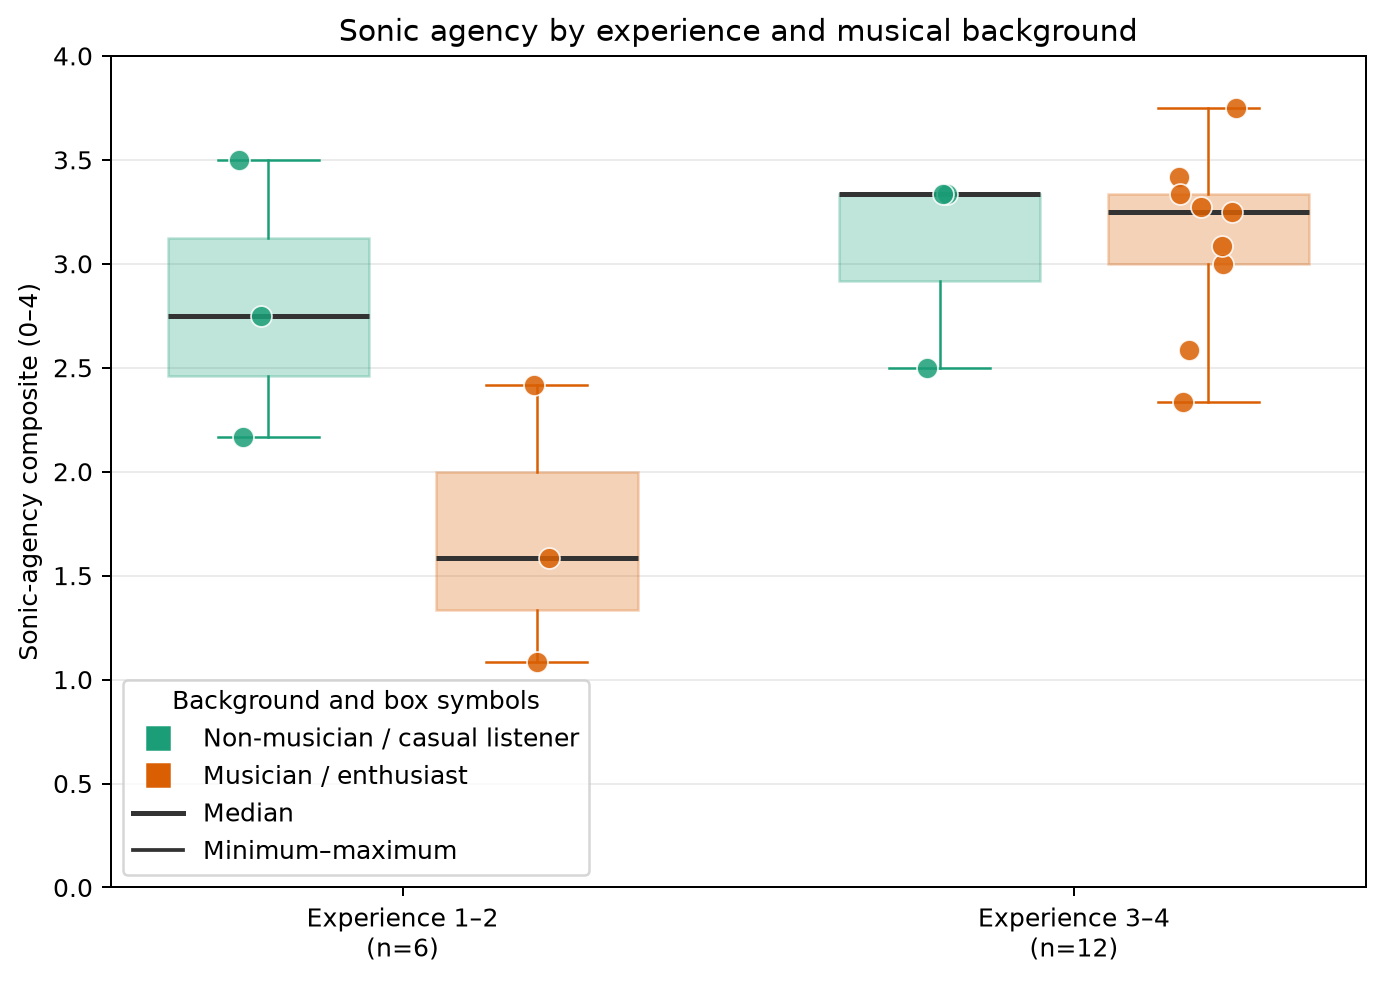 Sonic agency by experience and musical background
Sonic-agency composite (0–4)
4.0
3.5
3.0
2.5
2.0
1.5
1.0
0.5
0.0
Background and box symbols
Non-musician / casual listener
Musician / enthusiast
Median
Minimum–maximum
Experience 1–2
(n=6)
Experience 3–4
(n=12)